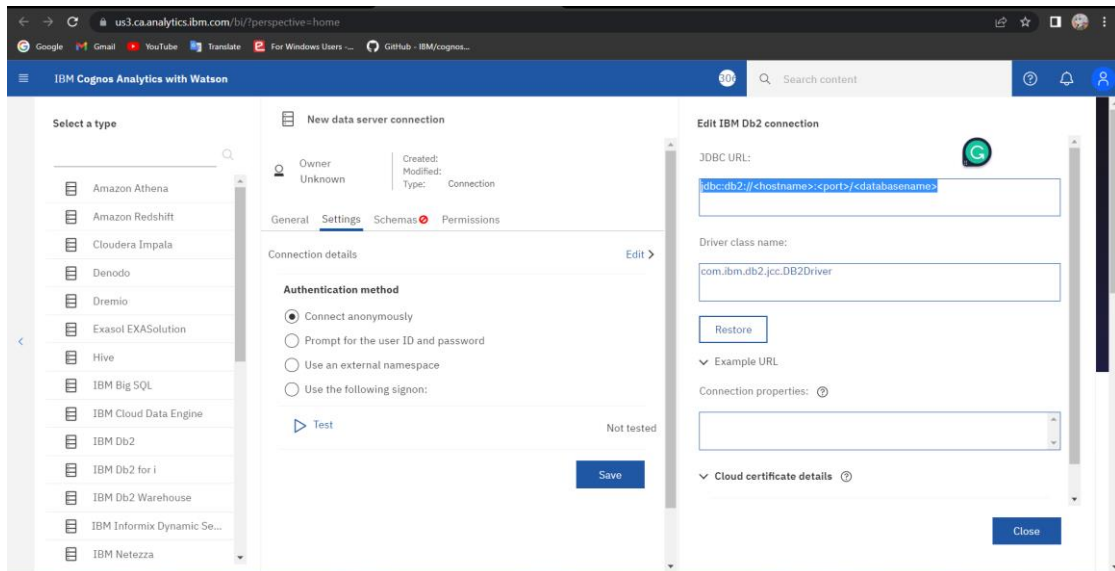 us3.ca.analytics.ibm.com/bi/?perspective=home
Google Gmail YouTube Translate For Windows Users -... GitHub - IBM/cognos...
IBM Cognos Analytics with Watson
Search content
Select a type
Amazon Athena
Amazon Redshift
Cloudera Impala
Denodo
Dremio
Exasol EXASolution
Hive
IBM Big SQL
IBM Cloud Data Engine
IBM Db2
IBM Db2 for i
IBM Db2 Warehouse
IBM Informix Dynamic Se...
IBM Netezza
New data server connection
Owner
Unknown
Created:
Modified:
Type: Connection
General Settings Schemas Permissions
Connection details Edit
Authentication method
Connect anonymously
Prompt for the user ID and password
Use an external namespace
Use the following signon:
Test Not tested
Save
Edit IBM Db2 connection
JDBC URL:
jdbc:db2://<hostname>:<port>/<databasename>
Driver class name:
com.ibm.db2.jcc.DB2Driver
Restore
Example URL
Connection properties:
Cloud certificate details
Close